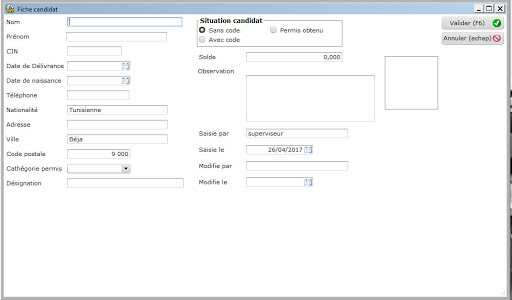 Fiche candidat
Nom
Prénom
CIN
Date de Délivrance
Date de naissance
Téléphone
Nationalité Tunisienne
Adresse
Ville Béja
Code postale 9 000
Cathégorie permis
Désignation
Situation candidat
Sans code Permis obtenu
Avec code
Solde 0,000
Observation
Saisie par superviseur
Saisie le 26/04/2017
Modifie par
Modifie le
Valider (F6)
Annuler (echap)